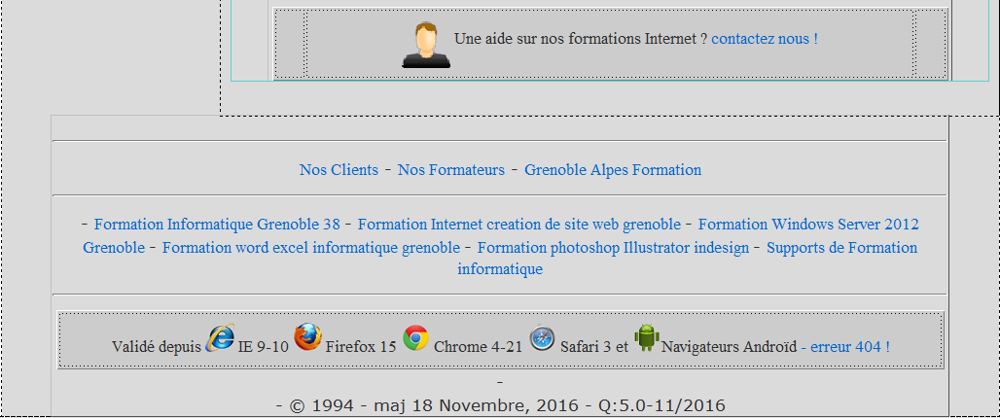 Une aide sur nos formations Internet ? contactez nous !
Nos Clients - Nos Formateurs - Grenoble Alpes Formation
- Formation Informatique Grenoble 38 - Formation Internet creation de site web grenoble - Formation Windows Server 2012
Grenoble - Formation word excel informatique grenoble - Formation photoshop Illustrator indesign - Supports de Formation
informatique
Validé depuis IE 9-10 Firefox 15 Chrome 4-21 Safari 3 et Navigateurs Androïd - erreur 404 !
-
- © 1994 - maj 18 Novembre, 2016 - Q:5.0-11/2016